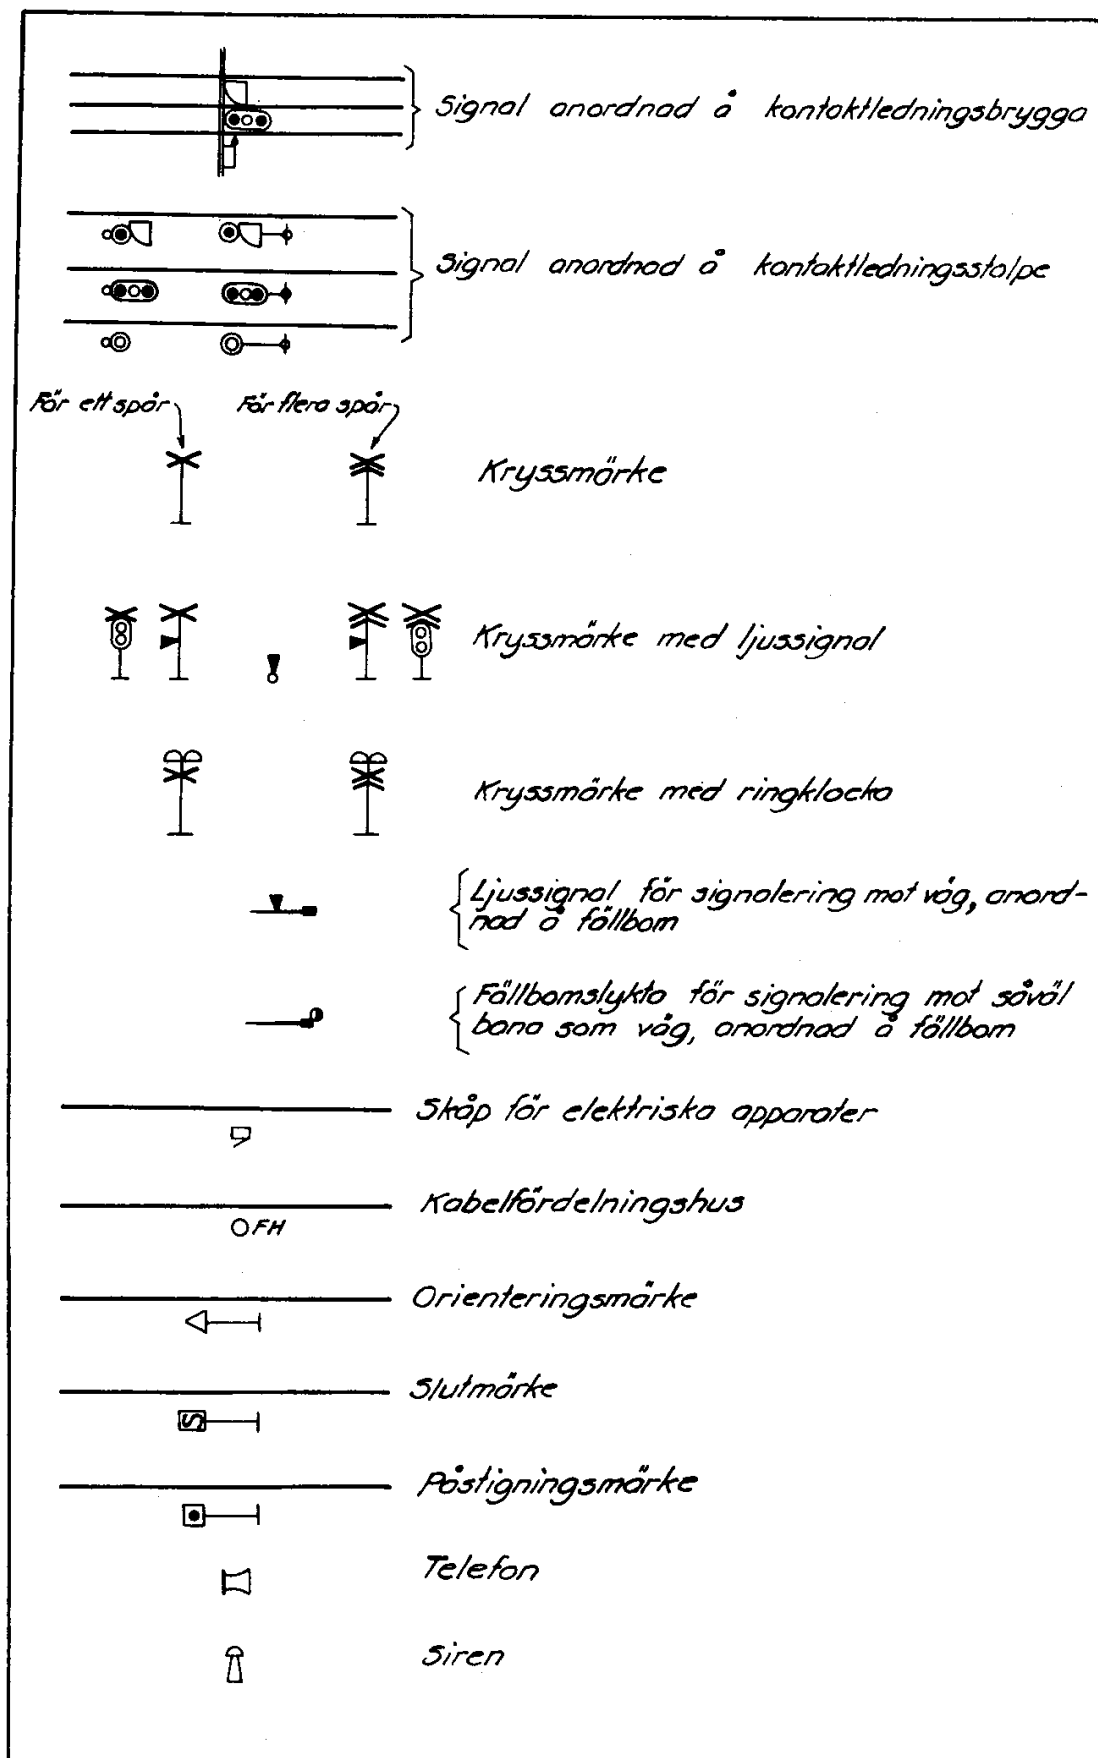 Signal anordnad å kontaktledningsbrygga
Signal anordnad å kontaktledningsstolpe
För ett spår
För flera spår
Kryssmärke
Kryssmärke med ljussignal
Kryssmärke med ringklocka
Ljussignal för signalering mot väg, anord-
nad å fällbom
Fällbomslykta för signalering mot såväl
bana som väg, anordnad å fällbom
Skåp för elektriska apparater
Kabelfördelningshus
FH
Orienteringsmärke
Slutmärke
S
Påstigningsmärke
Telefon
Siren